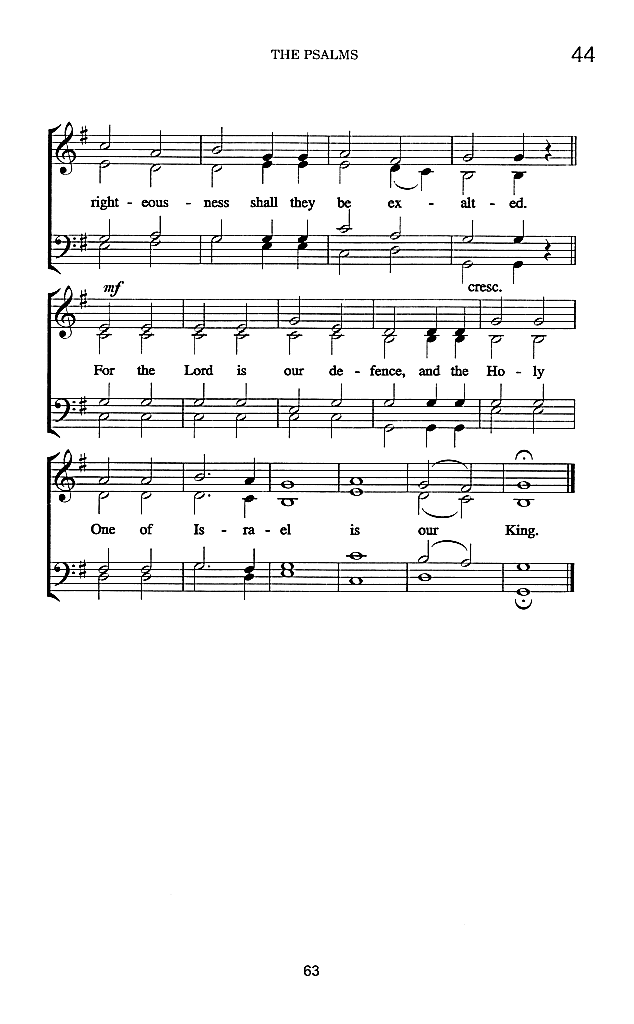 THE PSALMS 44
right - eous - ness shall they be ex - alt - ed.
mf cresc.
For the Lord is our de - fence, and the Ho - ly
One of Is - ra - el is our King.
63